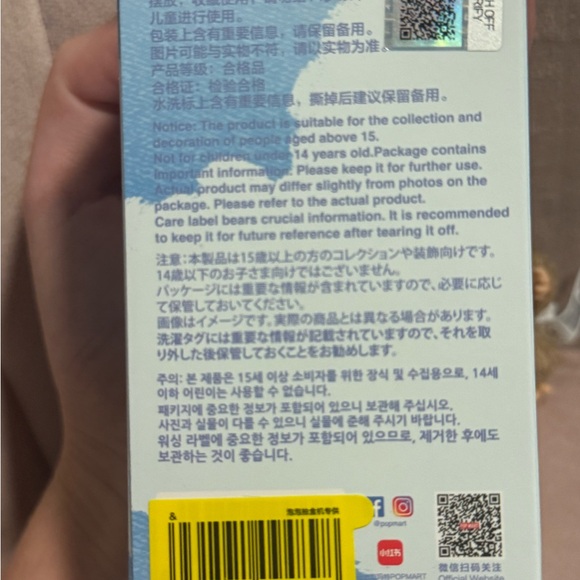 儿童进行使用。
包装上含有重要信息，请保留备用。
图片可能与实物不符，请以实物为准。
产品等级：合格品
合格证：检验合格
水洗标上含有重要信息，撕掉后建议保留备用。
Notice: The product is suitable for the collection and
decoration of people aged above 15.
Not for children under 14 years old.Package contains
important information. Please keep it for further use.
Actual product may differ slightly from photos on the
package. Please refer to the actual product.
Care label bears crucial information. It is recommended
to keep it for future reference after tearing it off.
注意：本製品は15歳以上の方のコレクションや装飾向けです。
14歳以下のお子さま向けではございません。
パッケージには重要な情報が含まれていますので、必要に応じ
て保管しておいてください。
画像はイメージです。実際の商品とは異なる場合があります。
洗濯タグには重要な情報が記載されていますので、それを取
り外した後保管しておくことをお勧めします。
주의: 본 제품은 15세 이상 소비자를 위한 장식 및 수집용으로, 14세
이하 어린이는 사용할 수 없습니다.
패키지에 중요한 정보가 포함되어 있으니 보관해 주십시오,
사진과 실물이 다를 수 있으니 실물에 준해 주시기 바랍니다.
워싱 라벨에 중요한 정보가 포함되어 있으므로, 제거한 후에도
보관하는 것이 좋습니다.
&
@popmart
小红书
@POPMART
微信扫码关注
Official Website